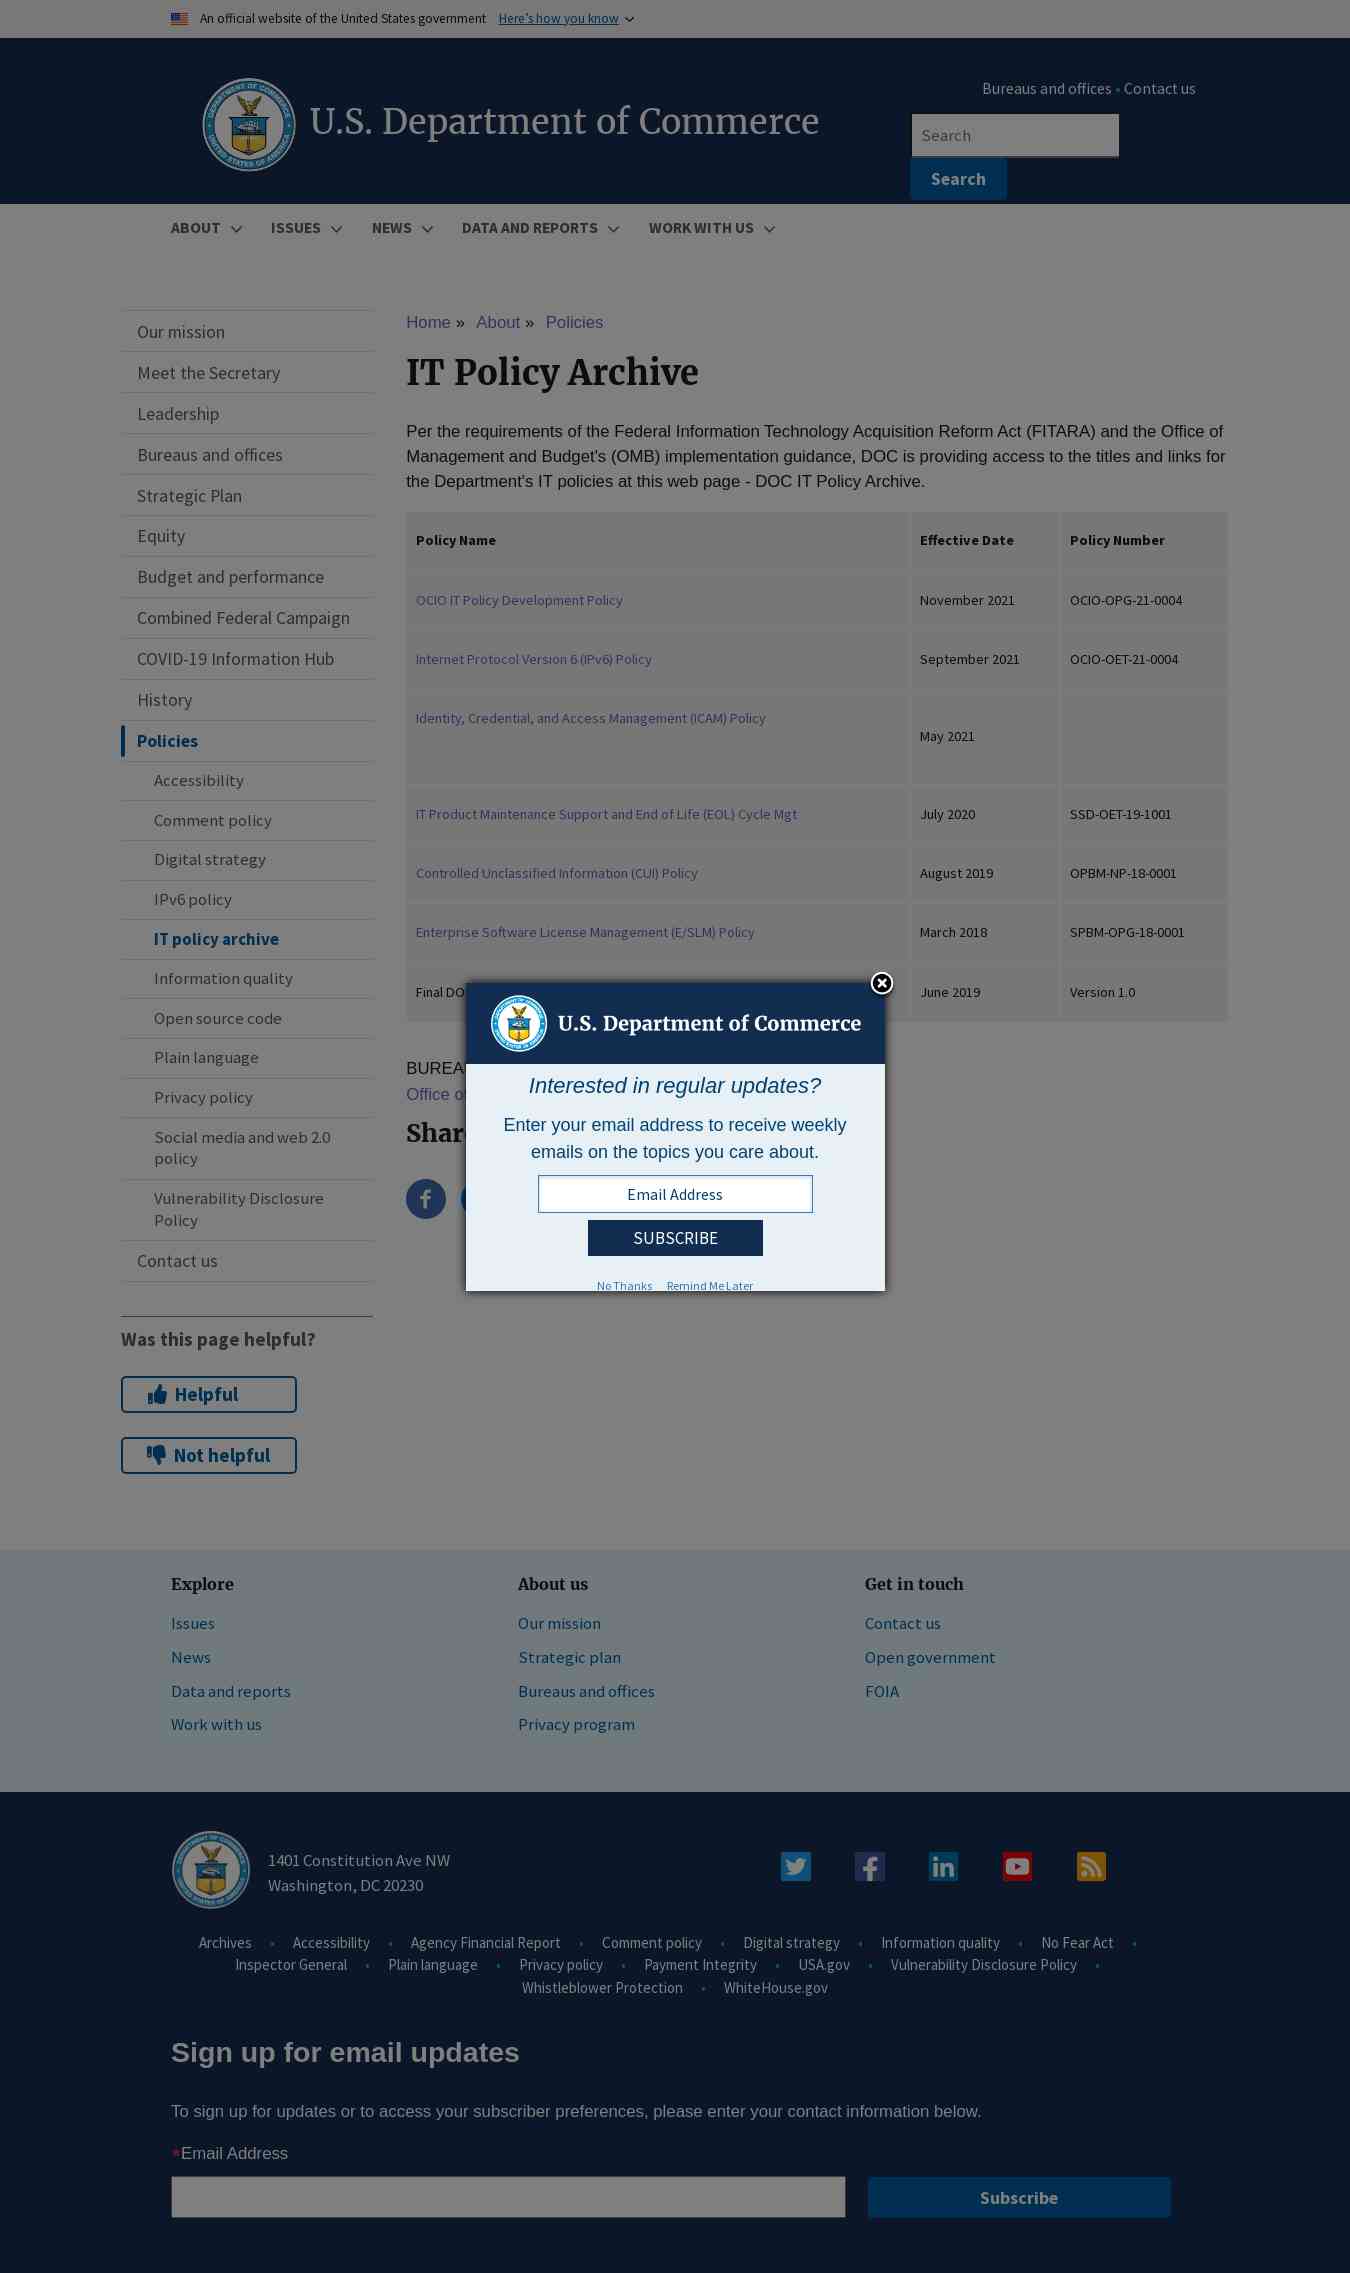 An official website of the United States government Here's how you know
U.S. Department of Commerce
Bureaus and offices • Contact us
Search
Search
ABOUT ISSUES NEWS DATA AND REPORTS WORK WITH US
Our mission
Meet the Secretary
Leadership
Bureaus and offices
Strategic Plan
Equity
Budget and performance
Combined Federal Campaign
COVID-19 Information Hub
History
Policies
Accessibility
Comment policy
Digital strategy
IPv6 policy
IT policy archive
Information quality
Open source code
Plain language
Privacy policy
Social media and web 2.0
policy
Vulnerability Disclosure
Policy
Contact us
Was this page helpful?
Helpful
Not helpful
Home » About » Policies
IT Policy Archive
Per the requirements of the Federal Information Technology Acquisition Reform Act (FITARA) and the Office of
Management and Budget's (OMB) implementation guidance, DOC is providing access to the titles and links for
the Department's IT policies at this web page - DOC IT Policy Archive.
Policy Name Effective Date Policy Number
OCIO IT Policy Development Policy November 2021 OCIO-OPG-21-0004
Internet Protocol Version 6 (IPv6) Policy September 2021 OCIO-OET-21-0004
Identity, Credential, and Access Management (ICAM) Policy May 2021
IT Product Maintenance Support and End of Life (EOL) Cycle Mgt July 2020 SSD-OET-19-1001
Controlled Unclassified Information (CUI) Policy August 2019 OPBM-NP-18-0001
Enterprise Software License Management (E/SLM) Policy March 2018 SPBM-OPG-18-0001
Final June 2019 Version 1.0
Office
U.S. Department of Commerce
Interested in regular updates?
Enter your email address to receive weekly
emails on the topics you care about.
Email Address
SUBSCRIBE
No Thanks Remind Me Later
Explore
Issues
News
Data and reports
Work with us
About us
Our mission
Strategic plan
Bureaus and offices
Privacy program
Get in touch
Contact us
Open government
FOIA
1401 Constitution Ave NW
Washington, DC 20230
Archives • Accessibility • Agency Financial Report • Comment policy • Digital strategy • Information quality • No Fear Act •
Inspector General • Plain language • Privacy policy • Payment Integrity • USA.gov • Vulnerability Disclosure Policy •
Whistleblower Protection • WhiteHouse.gov
Sign up for email updates
To sign up for updates or to access your subscriber preferences, please enter your contact information below.
*Email Address
Subscribe